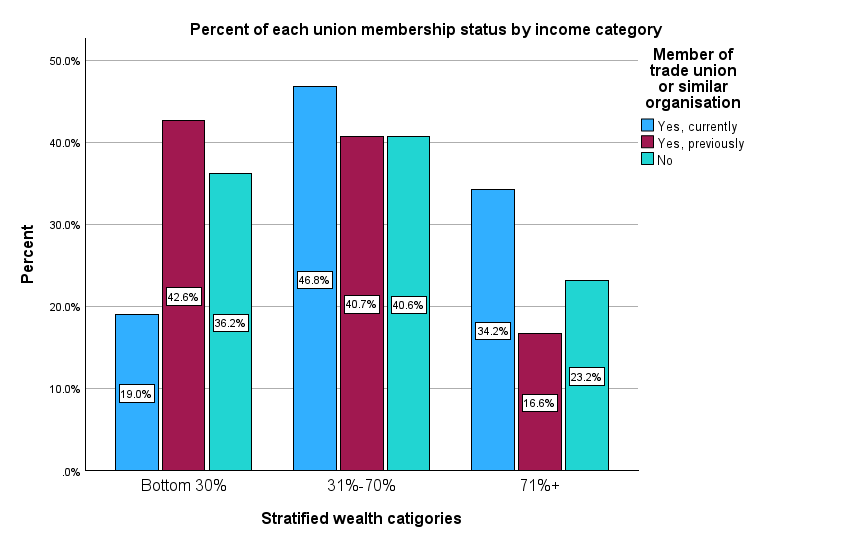 Percent of each union membership status by income category
Member of
trade union
or similar
organisation
Yes, currently
Yes, previously
No
Percent
50.0%
40.0%
30.0%
20.0%
10.0%
.0%
19.0%
42.6%
36.2%
46.8%
40.7%
40.6%
34.2%
16.6%
23.2%
Bottom 30%
31%-70%
71%+
Stratified wealth catigories